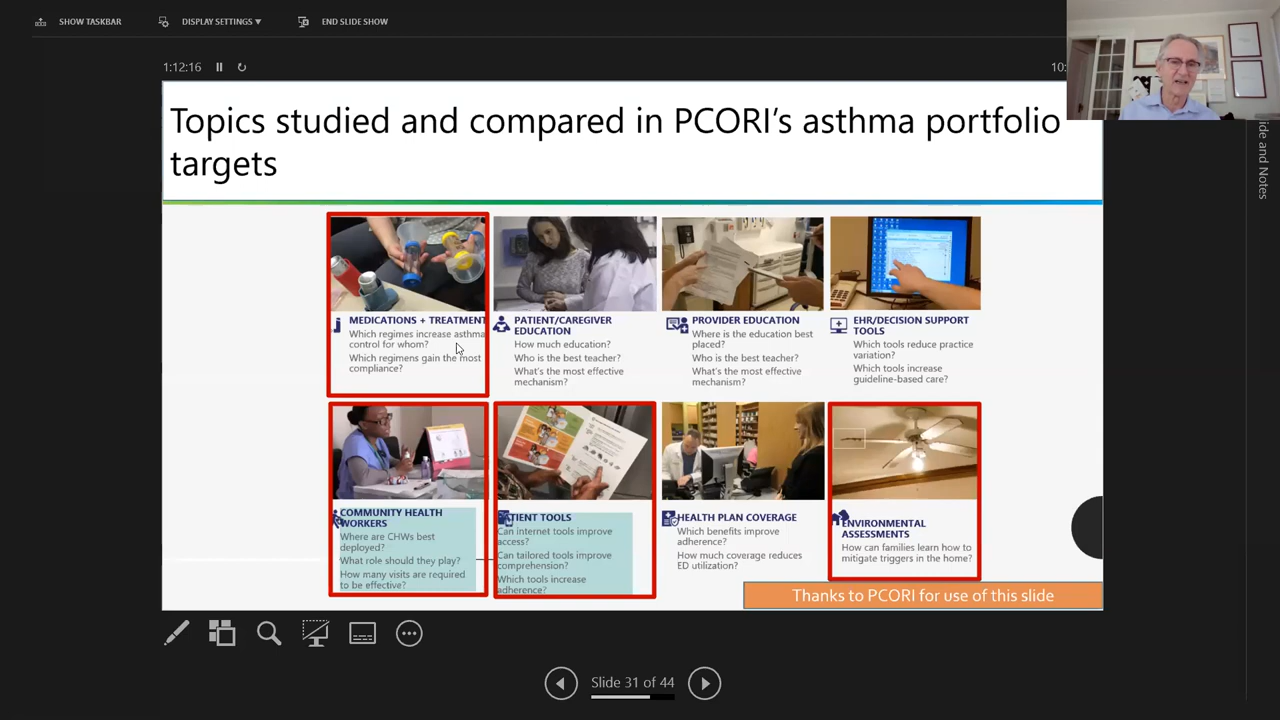 SHOW TASKBAR
DISPLAY SETTINGS ▼
END SLIDE SHOW
1:12:16
10:
Topics studied and compared in PCORI's asthma portfolio
targets
MEDICATIONS + TREATMENT
Which regimes increase asthma
control for whom?
Which regimens gain the most
compliance?
PATIENT/CAREGIVER
EDUCATION
How much education?
Who is the best teacher?
What's the most effective
mechanism?
PROVIDER EDUCATION
Where is the education best
placed?
Who is the best teacher?
What's the most effective
mechanism?
EHR/DECISION SUPPORT
TOOLS
Which tools reduce practice
variation?
Which tools increase
guideline-based care?
COMMUNITY HEALTH
WORKERS
Where are CHWs best
deployed?
What role should they play?
How many visits are required
to be effective?
ATIENT TOOLS
Can internet tools improve
access?
Can tailored tools improve
comprehension?
Which tools increase
adherence?
HEALTH PLAN COVERAGE
Which benefits improve
adherence?
How much coverage reduces
ED utilization?
ENVIRONMENTAL
ASSESSMENTS
How can families learn how to
mitigate triggers in the home?
Thanks to PCORI for use of this slide
Slide 31 of 44
ide and Notes